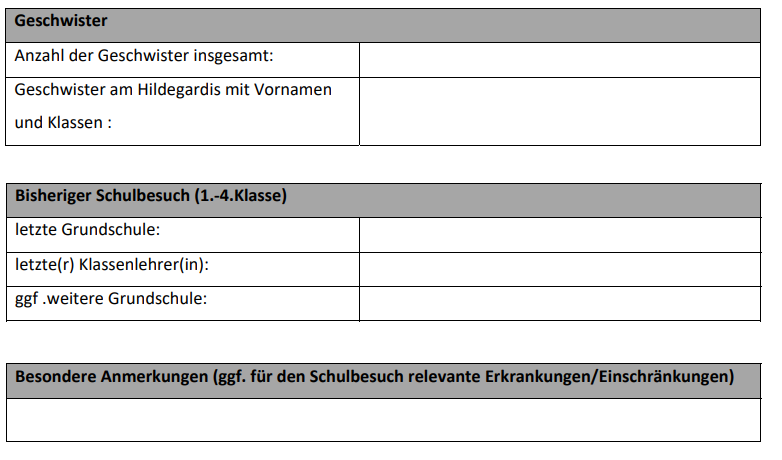 Geschwister
Anzahl der Geschwister insgesamt:
Geschwister am Hildegardis mit Vornamen
und Klassen :
Bisheriger Schulbesuch (1.-4.Klasse)
letzte Grundschule:
letzte(r) Klassenlehrer(in):
ggf .weitere Grundschule:
Besondere Anmerkungen (ggf. für den Schulbesuch relevante Erkrankungen/Einschränkungen)